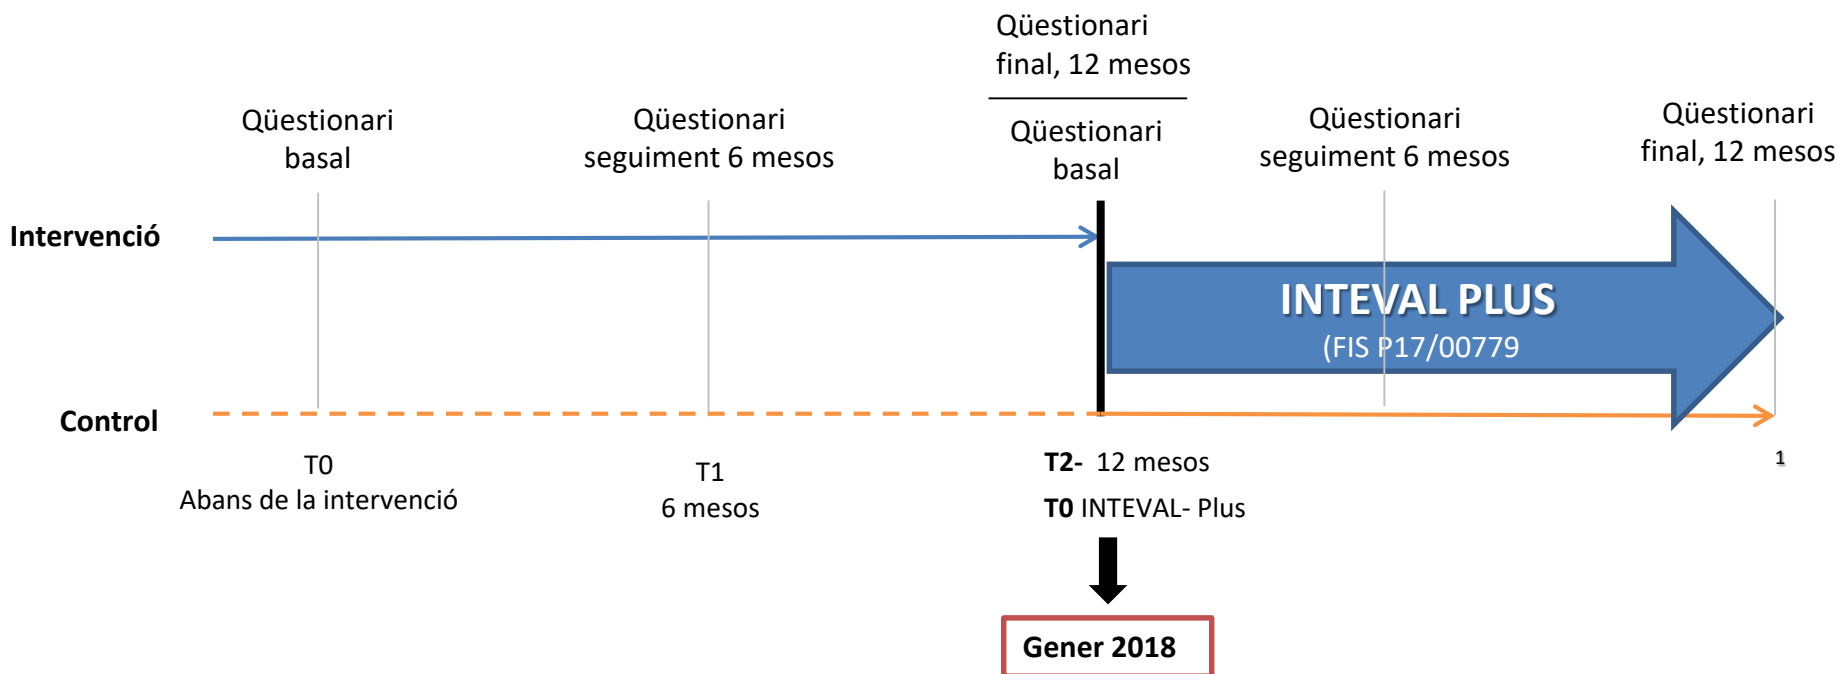 Qüestionari
final, 12 mesos
Qüestionari
basal
Qüestionari
seguiment 6 mesos
Qüestionari
basal
Qüestionari
seguiment 6 mesos
Qüestionari
final, 12 mesos
Intervenció
INTEVAL PLUS
(FIS P17/00779
Control
T0
Abans de la intervenció
T1
6 mesos
T2- 12 mesos
T0 INTEVAL- Plus
1
Gener 2018